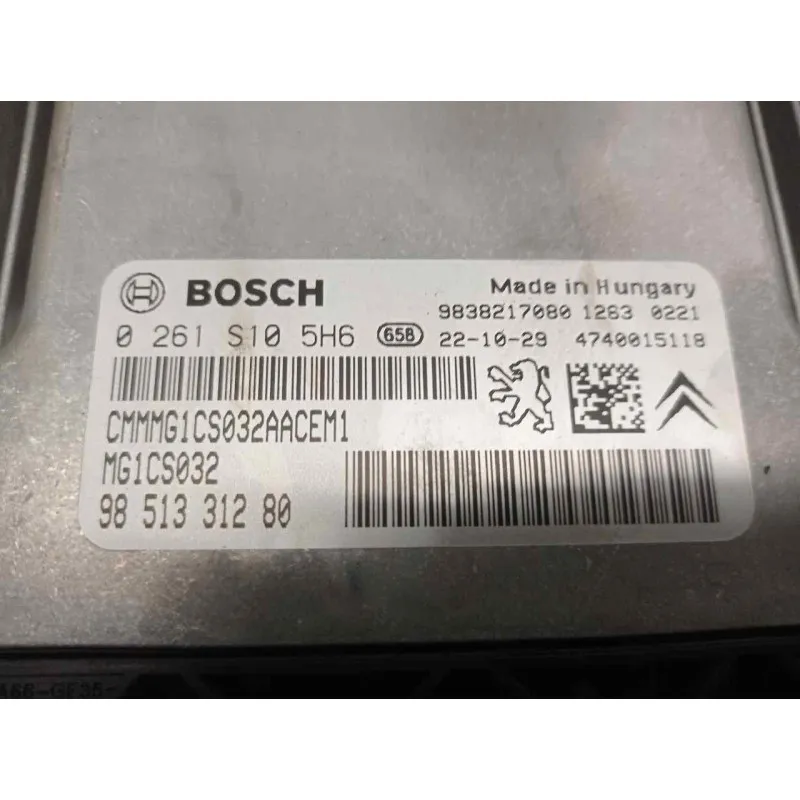 BOSCH
Made in Hungary
9838217080 1263 0221
0 261 S10 5H6 658 22-10-29 4740015118
CMMMG1CS032AACEM1
MG1CS032
98 513 312 80